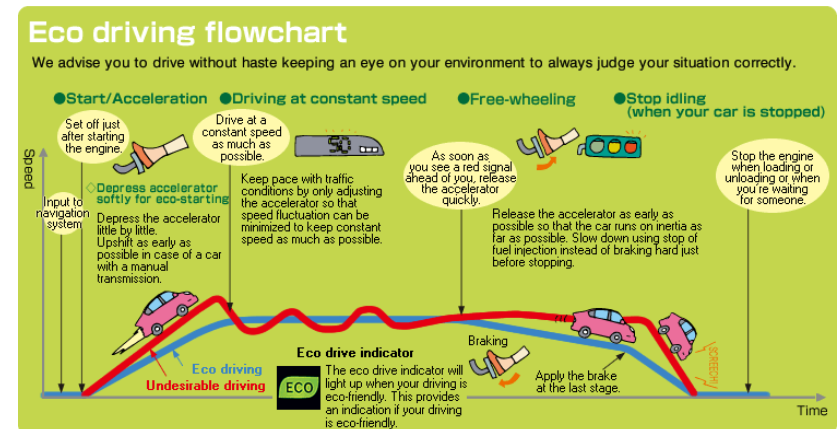 Eco driving flowchart
We advise you to drive without haste keeping an eye on your environment to always judge your situation correctly.
●Start/Acceleration
●Driving at constant speed
●Free-wheeling
●Stop idling
(when your car is stopped)
Speed
Input to
navigation
system
Set off just
after starting
the engine.
◇Depress accelerator
softly for eco-starting
Depress the accelerator
little by little.
Upshift as early as
possible in case of a car
with a manual
transmission.
Drive at a
constant speed
as much as
possible.
50
Keep pace with traffic
conditions by only adjusting
the accelerator so that
speed fluctuation can be
minimized to keep constant
speed as much as possible.
As soon as
you see a red signal
ahead of you, release
the accelerator
quickly.
Release the accelerator as early as
possible so that the car runs on inertia as
far as possible. Slow down using stop of
fuel injection instead of braking hard just
before stopping.
Stop the engine
when loading or
unloading or when
you're waiting
for someone.
Eco driving
Undesirable driving
Eco drive indicator
ECO
The eco drive indicator will
light up when your driving is
eco-friendly. This provides
an indication if your driving
is eco-friendly.
Braking
Apply the brake
at the last stage.
SCREECH!!
Time